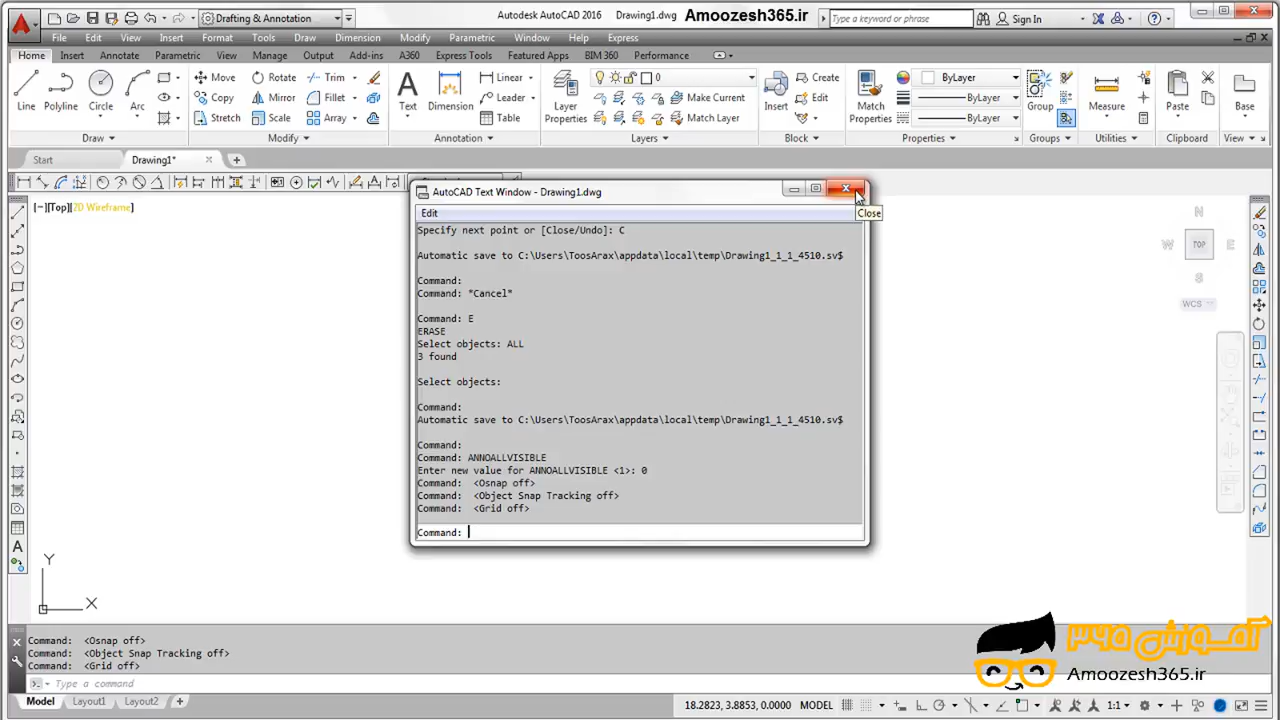 Drafting & Annotation
Autodesk AutoCAD 2016 Drawing1.dwg
Amoozesh365.ir
Type a keyword or phrase
Sign In
File Edit View Insert Format Tools Draw Dimension Modify Parametric Window Help Express
Home Insert Annotate Parametric View Manage Output Add-ins A360 Express Tools Featured Apps BIM 360 Performance
Line Polyline Circle Arc
Move Rotate Trim
Copy Mirror Fillet
Stretch Scale Array
Text Dimension
Linear
Leader
Table
Layer Properties
0
Make Current
Match Layer
Insert
Create
Edit
Match Properties
ByLayer
ByLayer
ByLayer
Group
Measure
Paste
Base
Draw Modify Annotation Layers Block Properties Groups Utilities Clipboard View
Start Drawing1*
[−][Top][2D Wireframe]
AutoCAD Text Window - Drawing1.dwg
Close
Edit
Specify next point or [Close/Undo]: C
Automatic save to C:\Users\ToosArax\appdata\local\temp\Drawing1_1_1_4510.sv$
Command:
Command: *Cancel*
Command: E
ERASE
Select objects: ALL
3 found
Select objects:
Command:
Automatic save to C:\Users\ToosArax\appdata\local\temp\Drawing1_1_1_4510.sv$
Command:
Command: ANNOALLVISIBLE
Enter new value for ANNOALLVISIBLE <1>: 0
Command: <Osnap off>
Command: <Object Snap Tracking off>
Command: <Grid off>
Command:
N
W TOP E
S
WCS
Y
X
Command: <Osnap off>
Command: <Object Snap Tracking off>
Command: <Grid off>
Type a command
آموزش ۳۶۵
Amoozesh365.ir
Model Layout1 Layout2
18.2823, 3.8853, 0.0000 MODEL
1:1